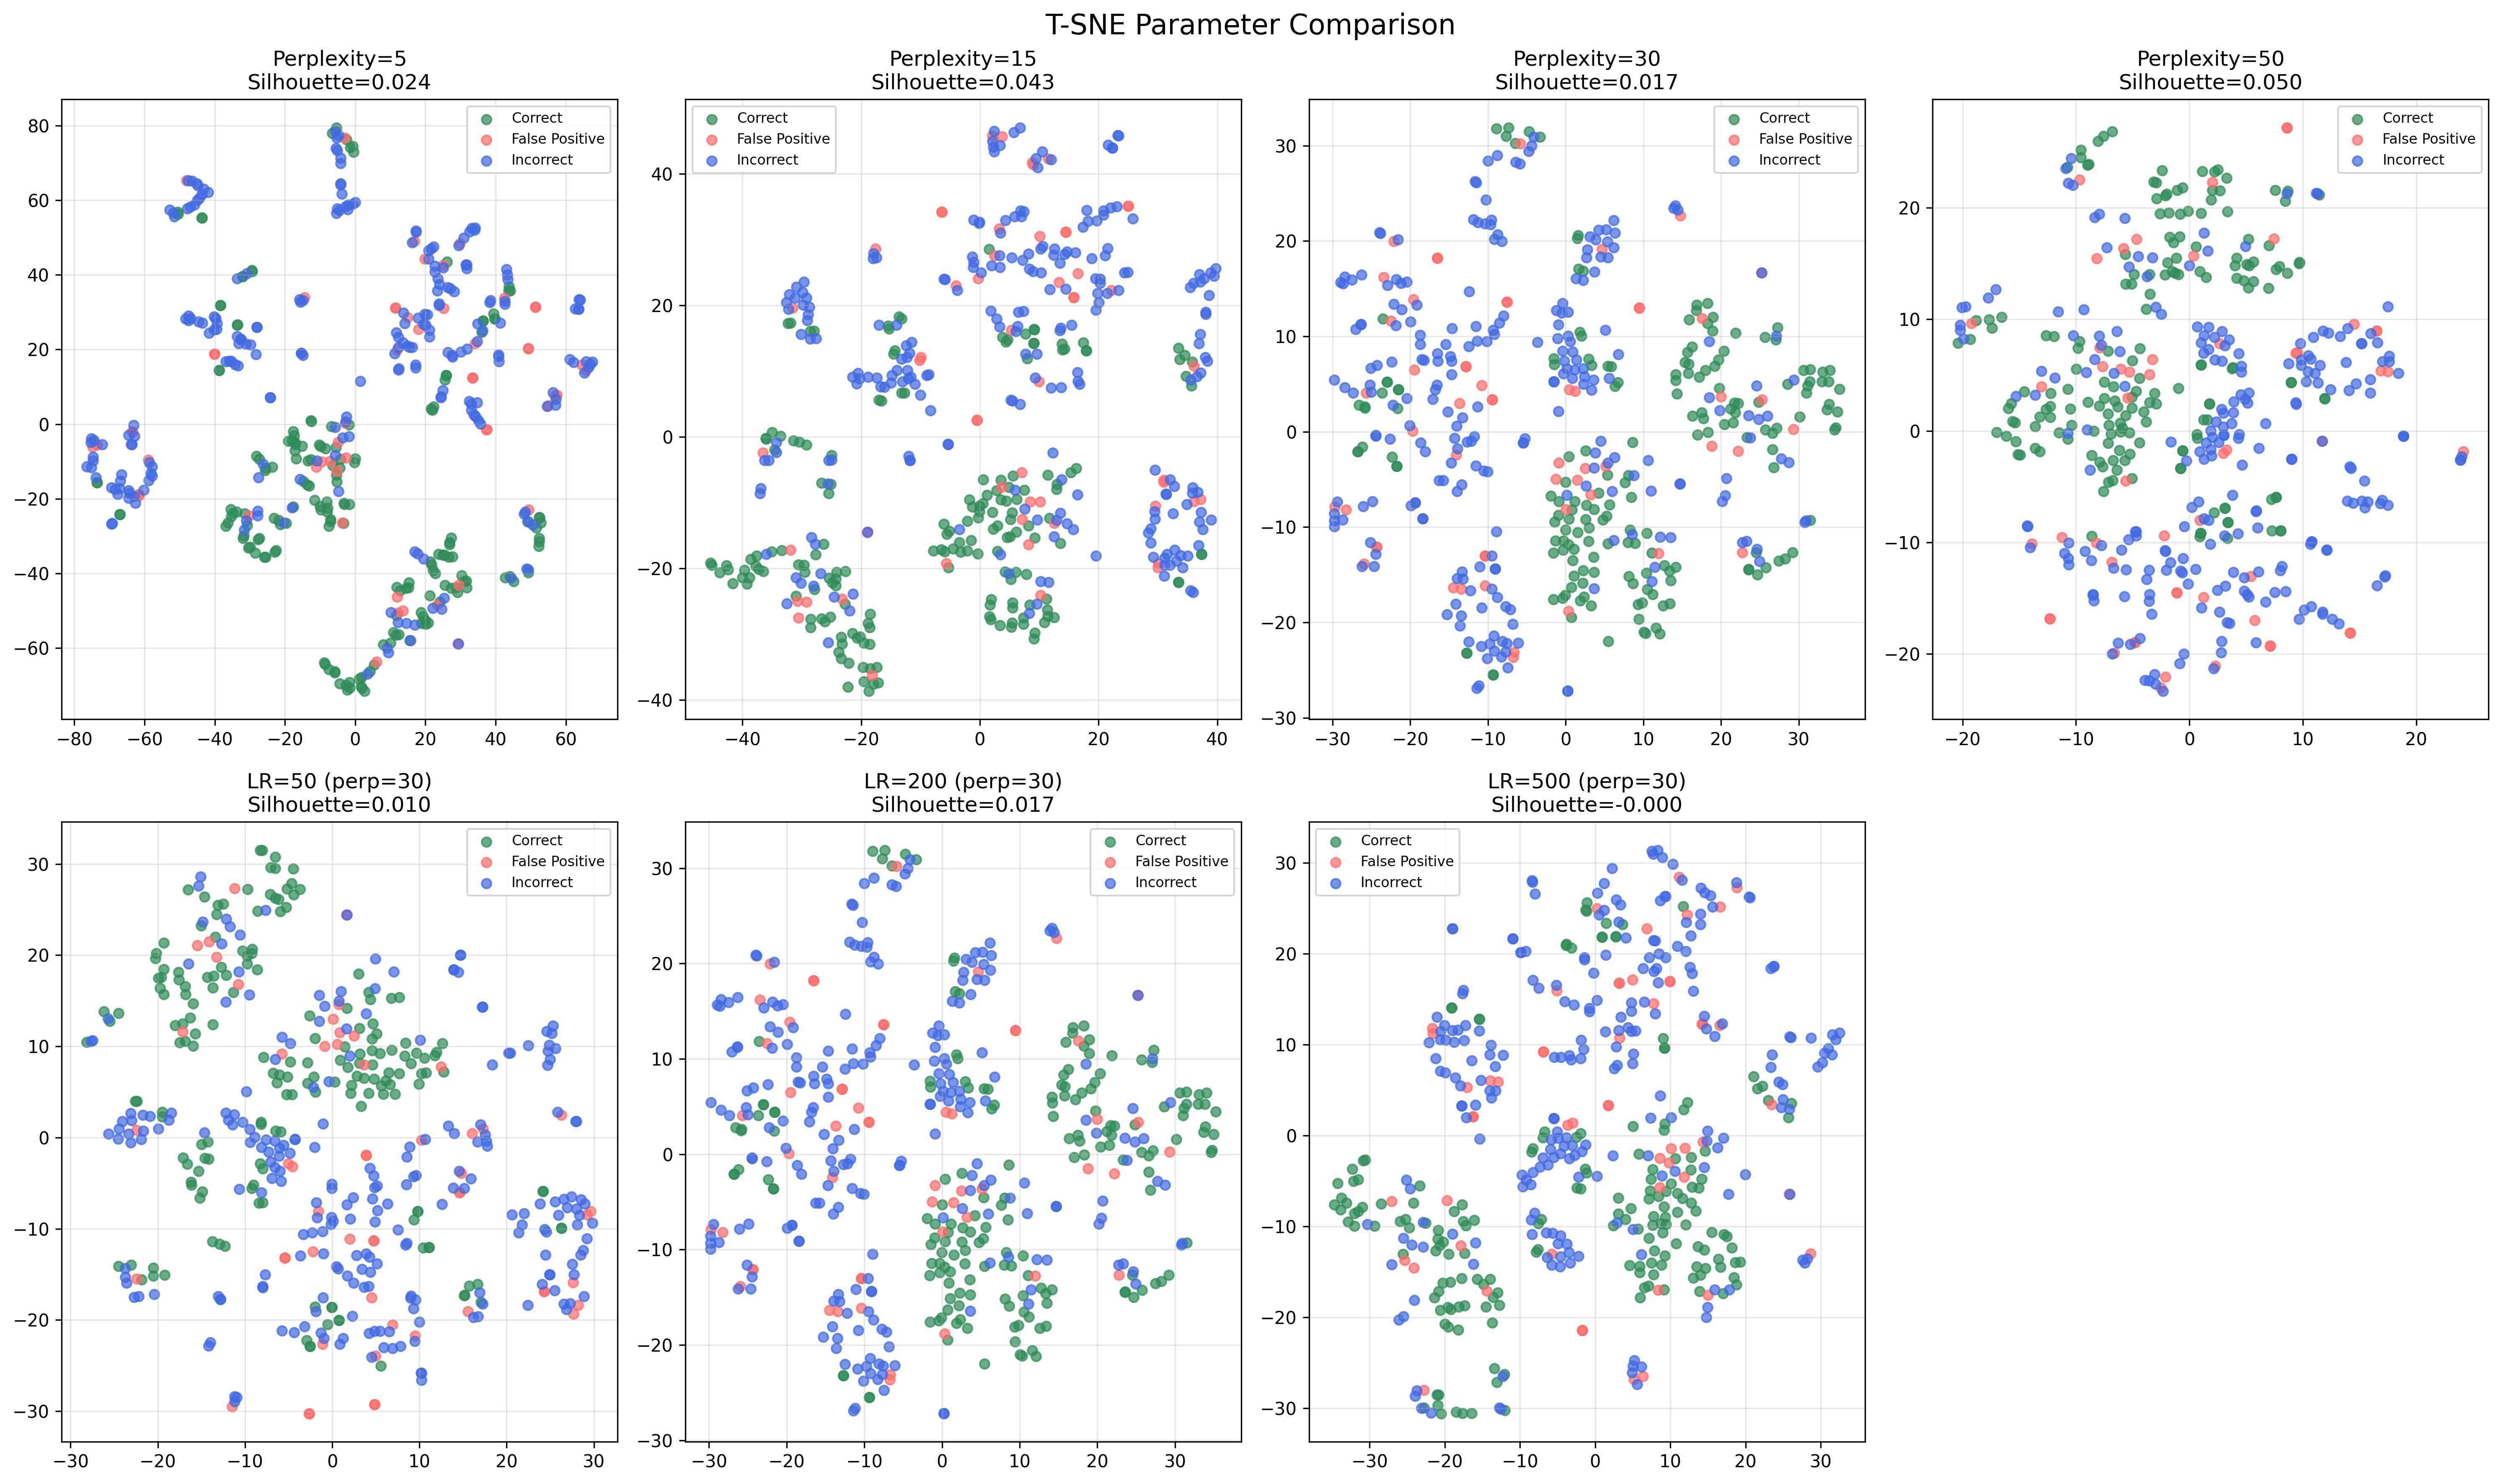 T-SNE Parameter Comparison
Perplexity=5
Silhouette=0.024
Correct
False Positive
Incorrect
80
60
40
20
0
−20
−40
−60
−80 −60 −40 −20 0 20 40 60
Perplexity=15
Silhouette=0.043
Correct
False Positive
Incorrect
40
20
0
−20
−40
−40 −20 0 20 40
Perplexity=30
Silhouette=0.017
Correct
False Positive
Incorrect
30
20
10
0
−10
−20
−30
−30 −20 −10 0 10 20 30
Perplexity=50
Silhouette=0.050
Correct
False Positive
Incorrect
20
10
0
−10
−20
−20 −10 0 10 20
LR=50 (perp=30)
Silhouette=0.010
Correct
False Positive
Incorrect
30
20
10
0
−10
−20
−30
−30 −20 −10 0 10 20 30
LR=200 (perp=30)
Silhouette=0.017
Correct
False Positive
Incorrect
30
20
10
0
−10
−20
−30
−30 −20 −10 0 10 20 30
LR=500 (perp=30)
Silhouette=-0.000
Correct
False Positive
Incorrect
30
20
10
0
−10
−20
−30
−30 −20 −10 0 10 20 30